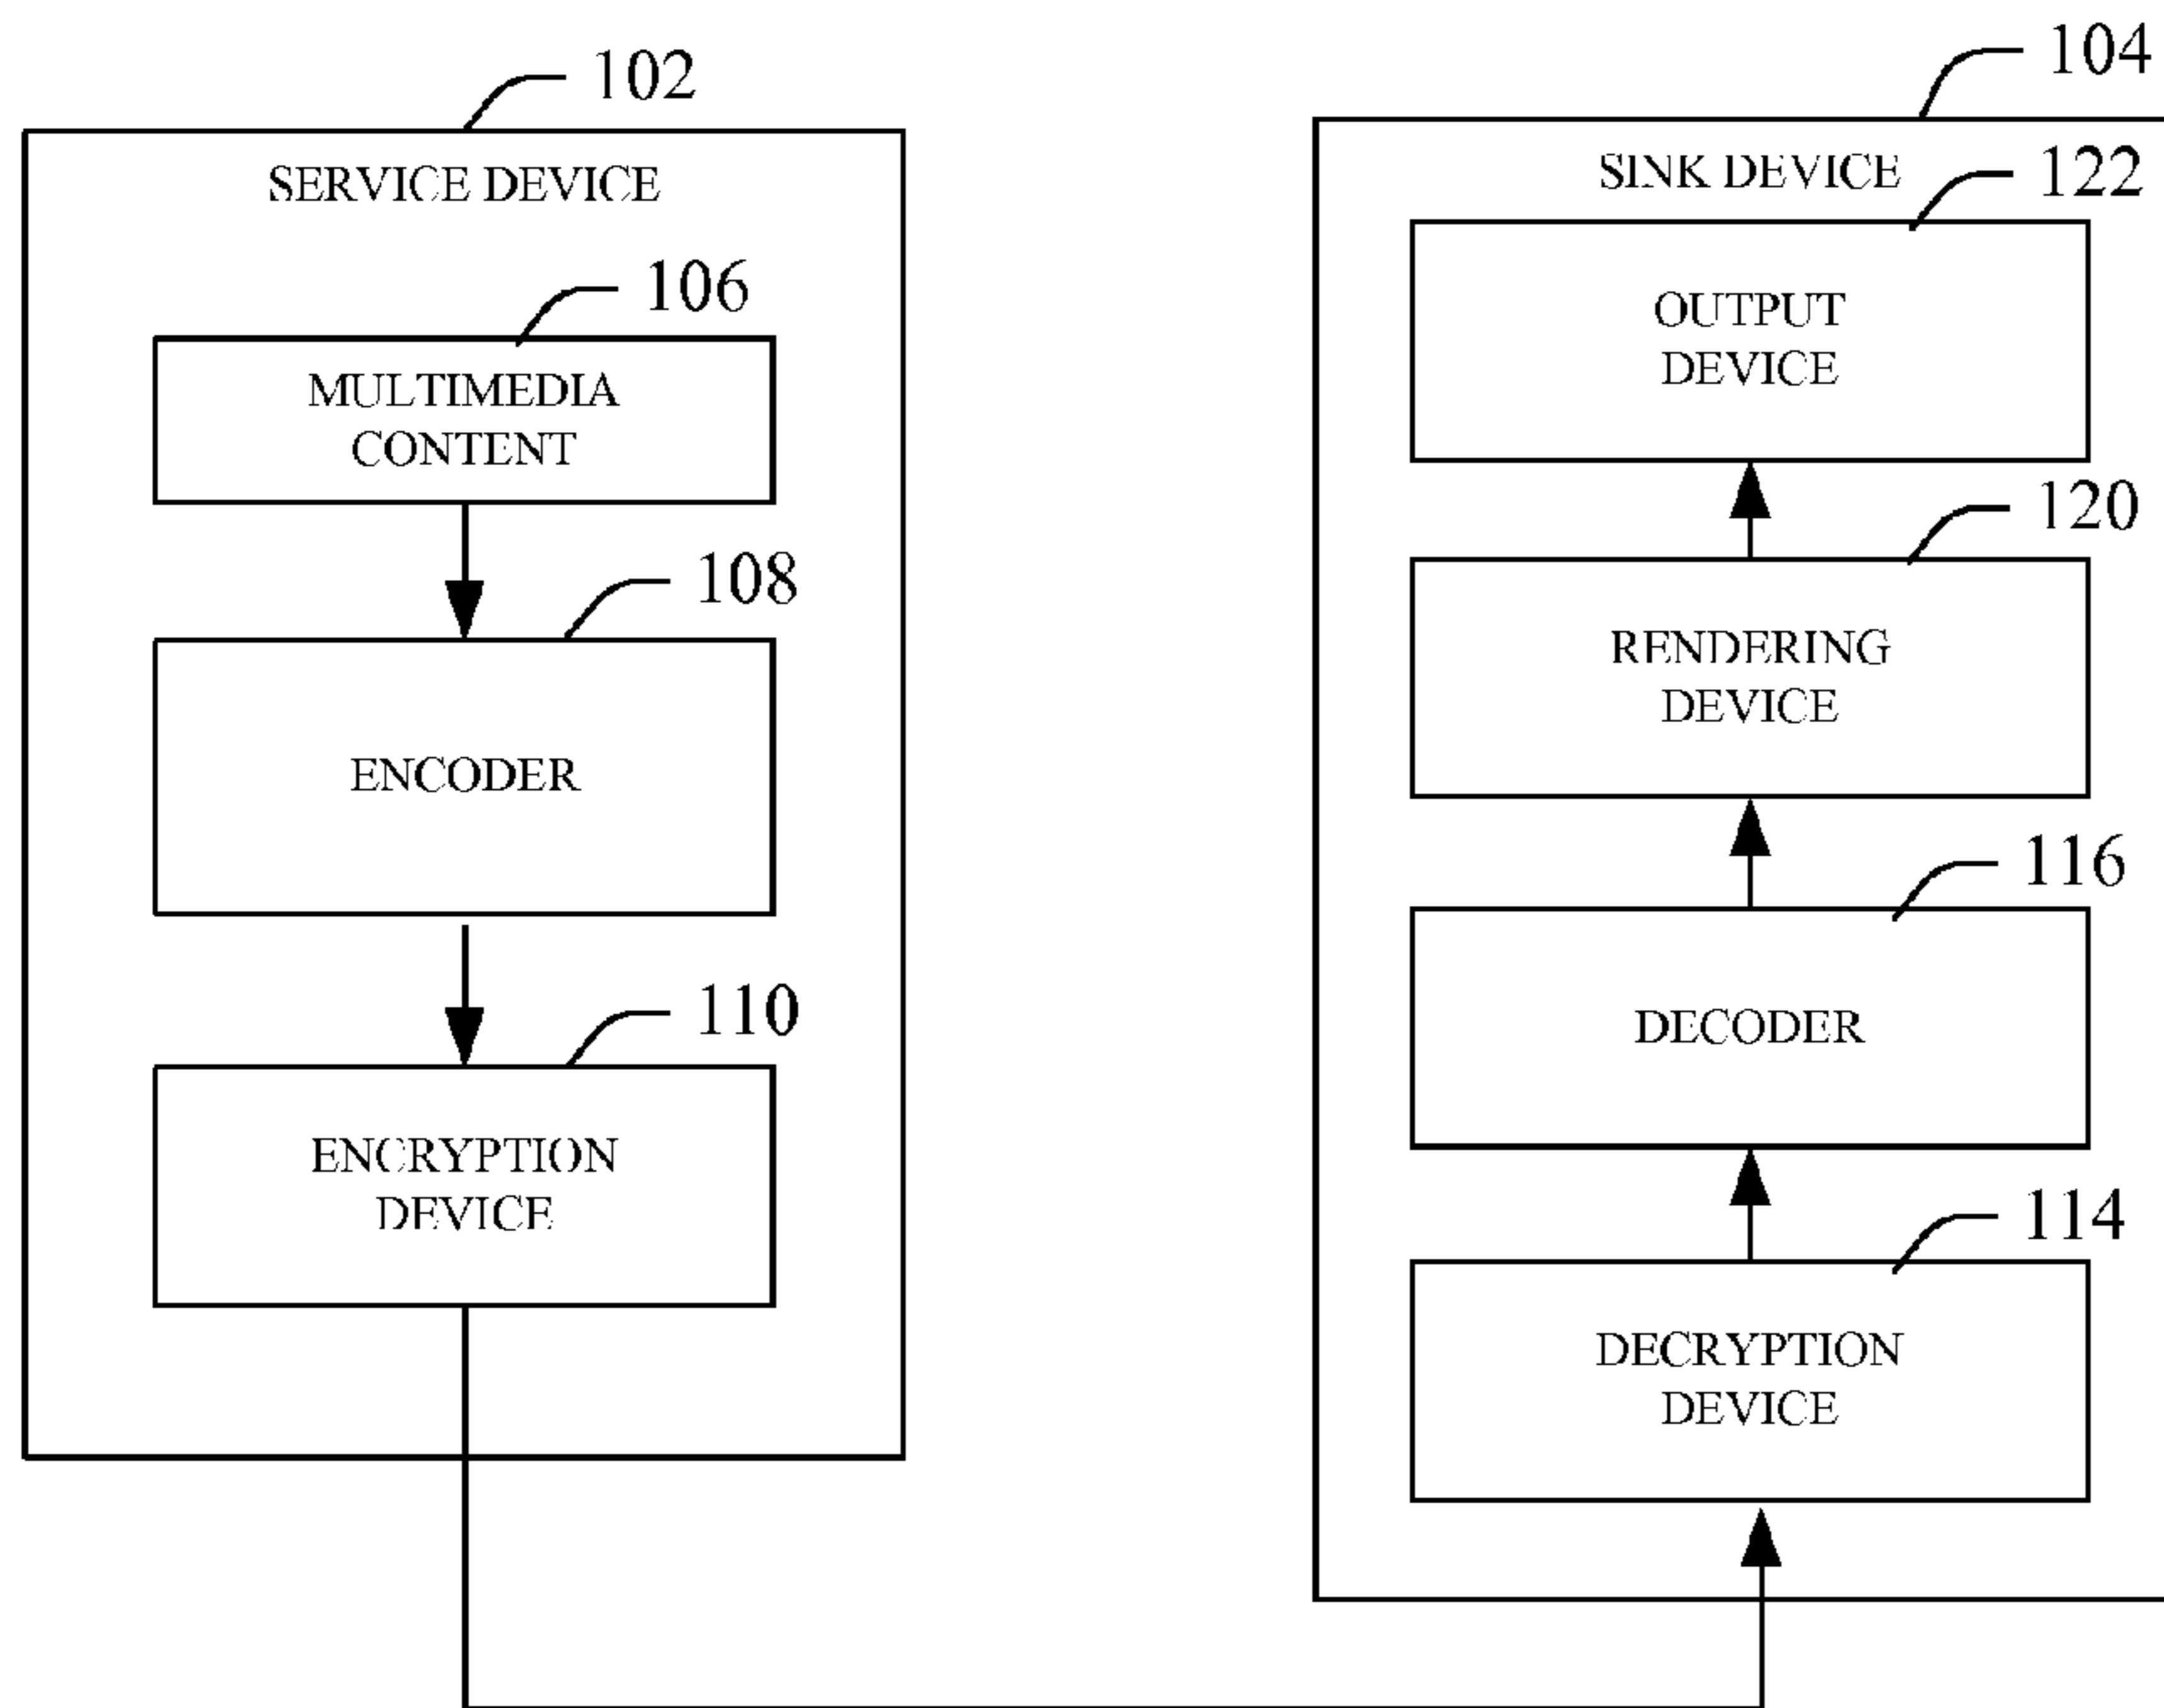 102
SERVICE DEVICE
106
MULTIMEDIA
CONTENT
108
ENCODER
110
ENCRYPTION
DEVICE
104
SINK DEVICE
122
OUTPUT
DEVICE
120
RENDERING
DEVICE
116
DECODER
114
DECRYPTION
DEVICE